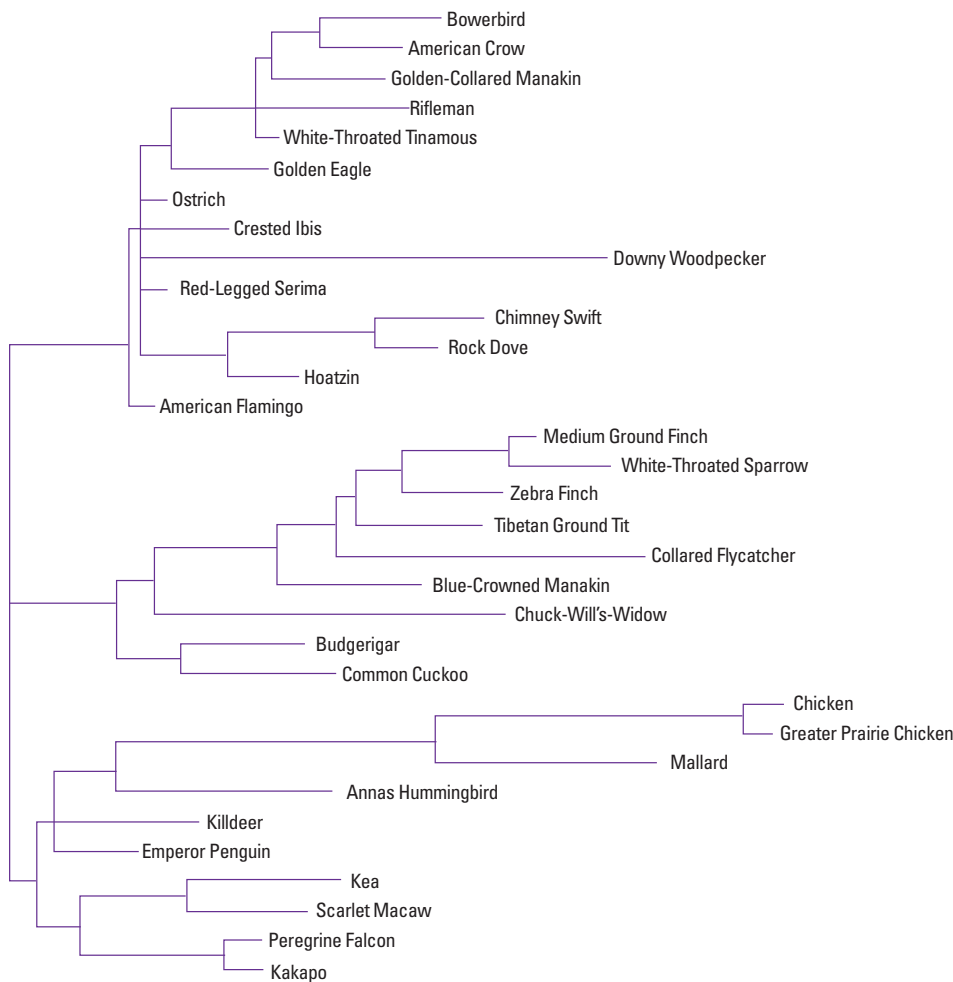 Bowerbird
American Crow
Golden-Collared Manakin
Rifleman
White-Throated Tinamous
Golden Eagle
Ostrich
Crested Ibis
Downy Woodpecker
Red-Legged Serima
Chimney Swift
Rock Dove
Hoatzin
American Flamingo
Medium Ground Finch
White-Throated Sparrow
Zebra Finch
Tibetan Ground Tit
Collared Flycatcher
Blue-Crowned Manakin
Chuck-Will's-Widow
Budgerigar
Common Cuckoo
Chicken
Greater Prairie Chicken
Mallard
Annas Hummingbird
Killdeer
Emperor Penguin
Kea
Scarlet Macaw
Peregrine Falcon
Kakapo